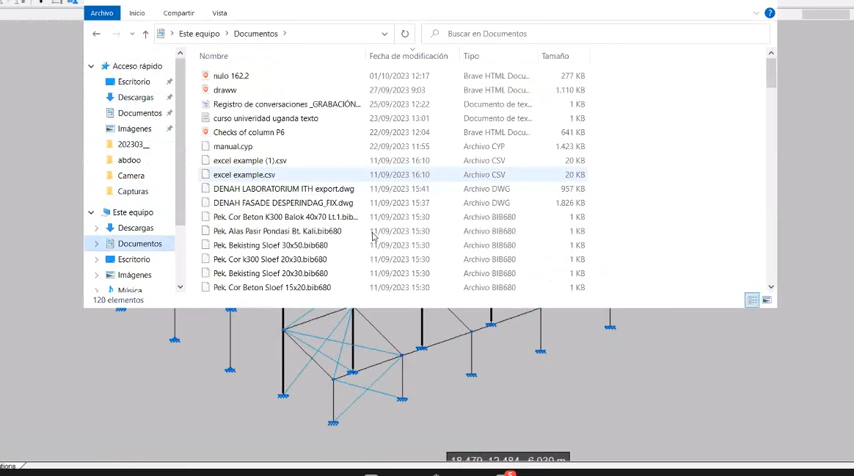 Archivo Inicio Compartir Vista
Este equipo > Documentos >
Buscar en Documentos
Nombre Fecha de modificación Tipo Tamaño
Acceso rápido
Escritorio
Descargas
Documentos
Imágenes
202303__
abdoo
Camera
Capturas
Este equipo
Descargas
Documentos
Escritorio
Imágenes
Música
nulo 162.2 01/10/2023 12:17 Brave HTML Docu... 277 KB
draww 27/09/2023 9:03 Brave HTML Docu... 1.110 KB
Registro de conversaciones _GRABACIÓN... 25/09/2023 12:22 Documento de tex... 1 KB
curso univeridad uganda texto 23/09/2023 13:01 Documento de tex... 1 KB
Checks of column P6 22/09/2023 12:04 Brave HTML Docu... 641 KB
manual.cyp 22/09/2023 11:55 Archivo CYP 1.423 KB
excel example (1).csv 11/09/2023 16:10 Archivo CSV 20 KB
excel example.csv 11/09/2023 16:10 Archivo CSV 20 KB
DENAH LABORATORIUM ITH export.dwg 11/09/2023 15:41 Archivo DWG 957 KB
DENAH FASADE DESPERINDAG_FIX.dwg 11/09/2023 15:37 Archivo DWG 1.826 KB
Pek. Cor Beton K300 Balok 40x70 Lt.1.bib... 11/09/2023 15:30 Archivo BIB680 1 KB
Pek. Alas Pasir Pondasi Bt. Kali.bib680 11/09/2023 15:30 Archivo BIB680 1 KB
Pek. Bekisting Sloef 30x50.bib680 11/09/2023 15:30 Archivo BIB680 1 KB
Pek. Cor k300 Sloef 20x30.bib680 11/09/2023 15:30 Archivo BIB680 1 KB
Pek. Bekisting Sloef 20x30.bib680 11/09/2023 15:30 Archivo BIB680 1 KB
Pek. Cor Beton Sloef 15x20.bib680 11/09/2023 15:30 Archivo BIB680 1 KB
120 elementos